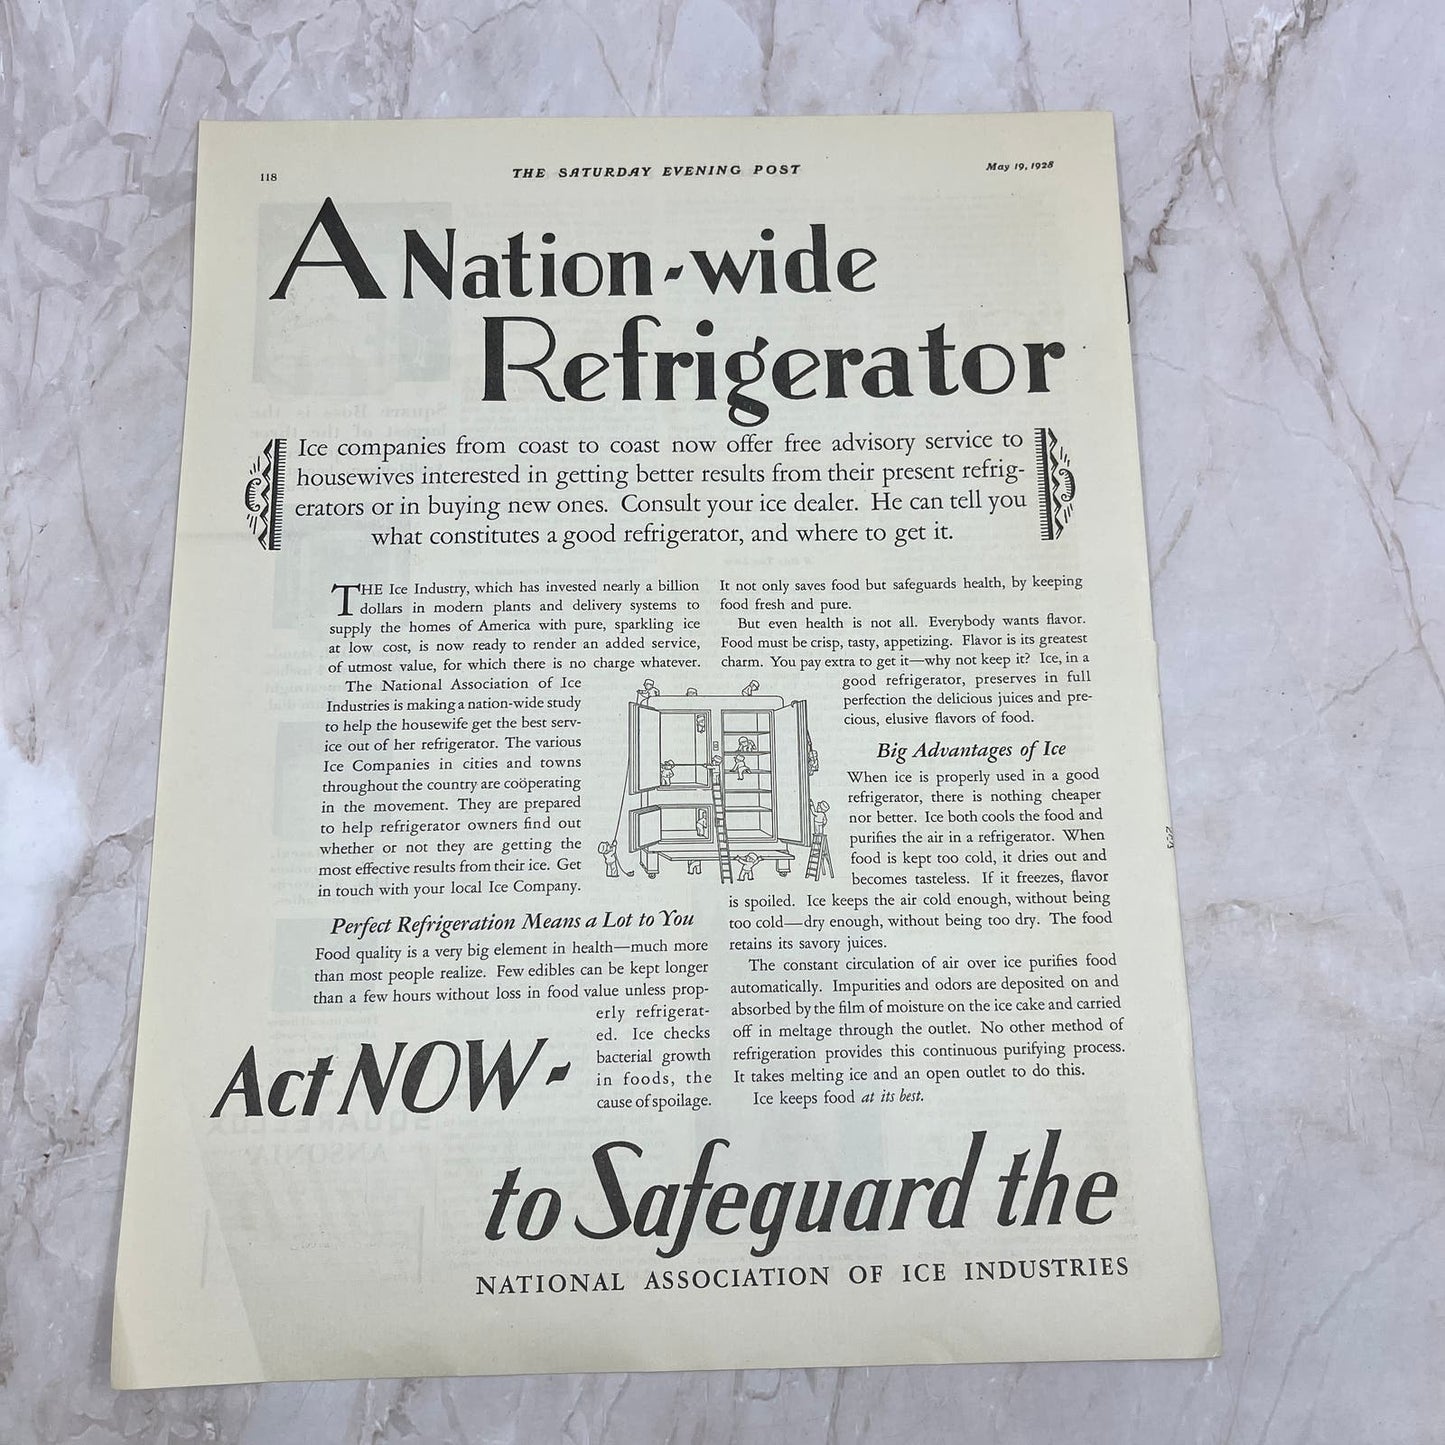 118
THE SATURDAY EVENING POST
May 19, 1928
A Nation-wide
Refrigerator
Ice companies from coast to coast now offer free advisory service to
housewives interested in getting better results from their present refrig-
erators or in buying new ones. Consult your ice dealer. He can tell you
what constitutes a good refrigerator, and where to get it.
THE Ice Industry, which has invested nearly a billion
dollars in modern plants and delivery systems to
supply the homes of America with pure, sparkling ice
at low cost, is now ready to render an added service,
of utmost value, for which there is no charge whatever.
The National Association of Ice
Industries is making a nation-wide study
to help the housewife get the best serv-
ice out of her refrigerator. The various
Ice Companies in cities and towns
throughout the country are coöperating
in the movement. They are prepared
to help refrigerator owners find out
whether or not they are getting the
most effective results from their ice. Get
in touch with your local Ice Company.
Perfect Refrigeration Means a Lot to You
Food quality is a very big element in health—much more
than most people realize. Few edibles can be kept longer
than a few hours without loss in food value unless prop-
erly refrigerat-
ed. Ice checks
bacterial growth
in foods, the
cause of spoilage.
It not only saves food but safeguards health, by keeping
food fresh and pure.
But even health is not all. Everybody wants flavor.
Food must be crisp, tasty, appetizing. Flavor is its greatest
charm. You pay extra to get it—why not keep it? Ice, in a
good refrigerator, preserves in full
perfection the delicious juices and pre-
cious, elusive flavors of food.
Big Advantages of Ice
When ice is properly used in a good
refrigerator, there is nothing cheaper
nor better. Ice both cools the food and
purifies the air in a refrigerator. When
food is kept too cold, it dries out and
becomes tasteless. If it freezes, flavor
is spoiled. Ice keeps the air cold enough, without being
too cold—dry enough, without being too dry. The food
retains its savory juices.
The constant circulation of air over ice purifies food
automatically. Impurities and odors are deposited on and
absorbed by the film of moisture on the ice cake and carried
off in meltage through the outlet. No other method of
refrigeration provides this continuous purifying process.
It takes melting ice and an open outlet to do this.
Ice keeps food at its best.
Act NOW-
to Safeguard the
NATIONAL ASSOCIATION OF ICE INDUSTRIES